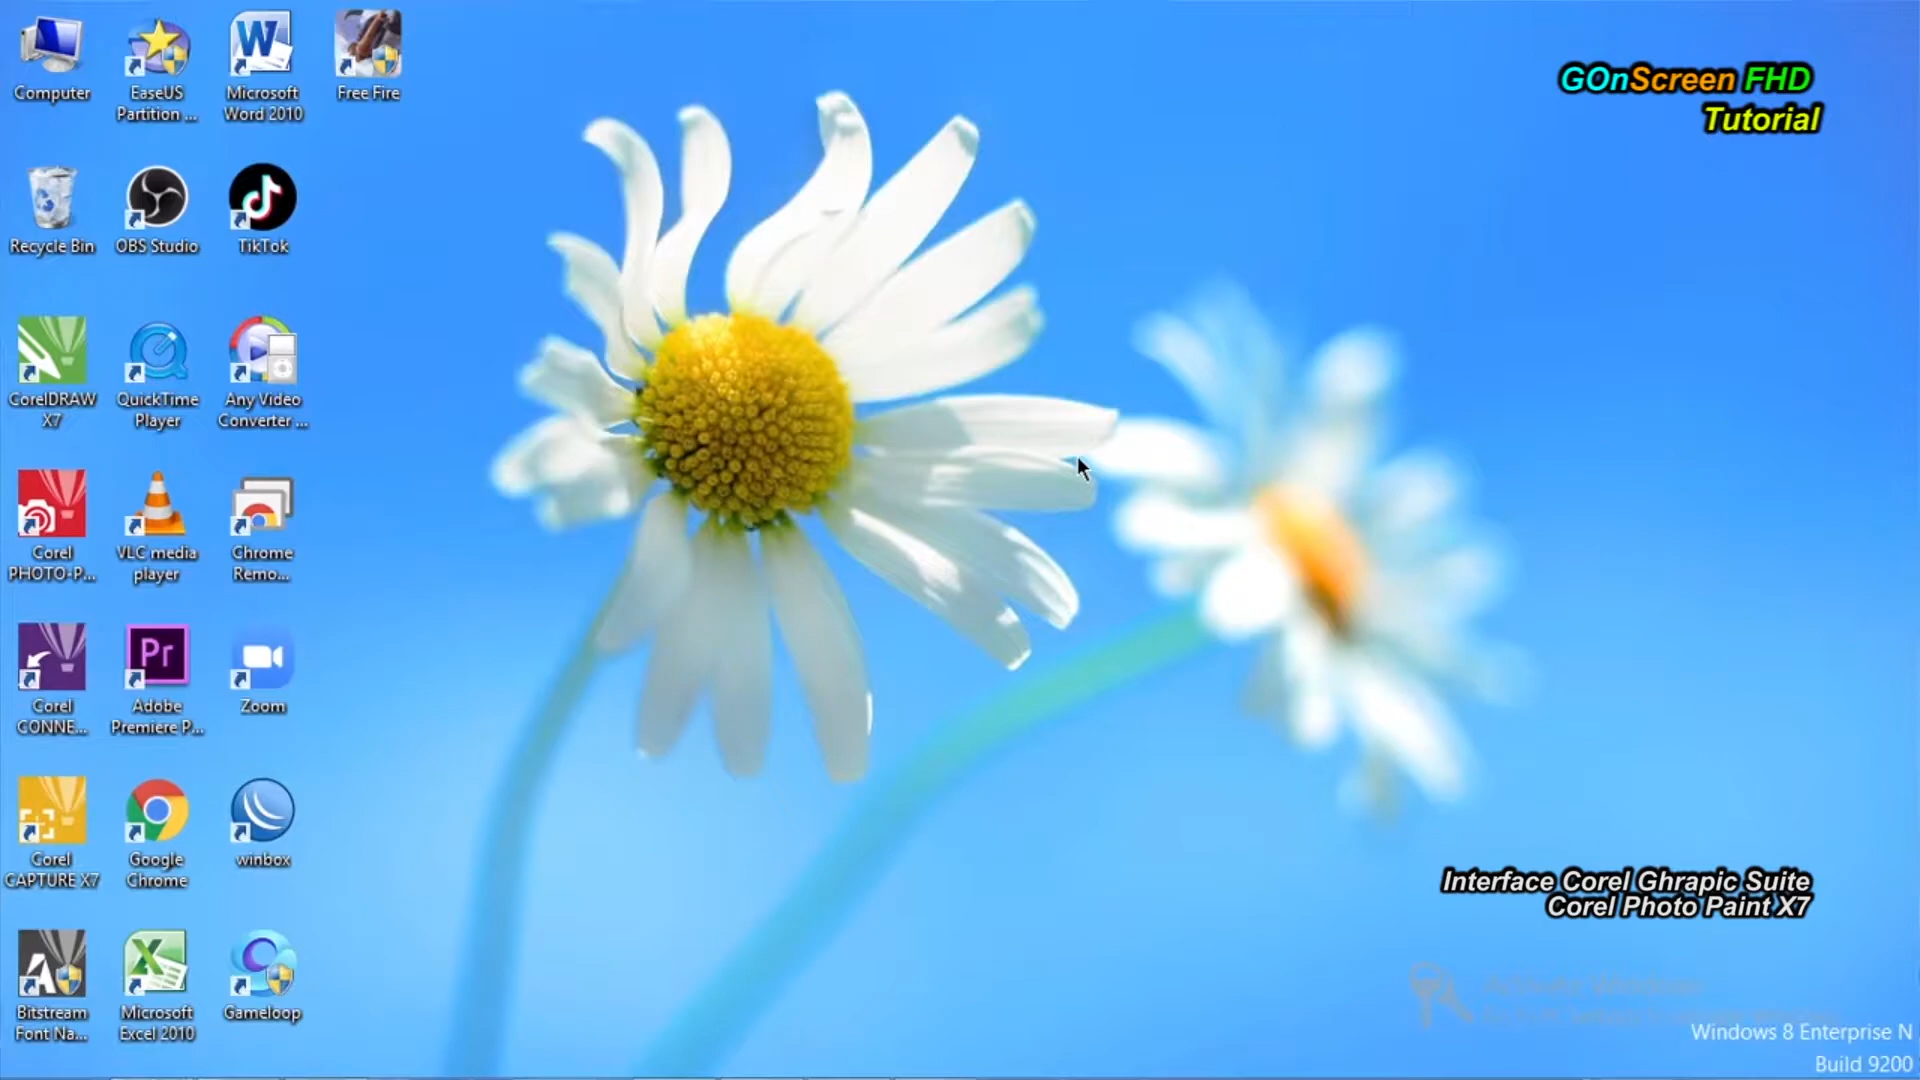 Computer
EaseUS
Partition ...
Microsoft
Word 2010
Free Fire
GOnScreen FHD
Tutorial
Recycle Bin
OBS Studio
TikTok
CorelDRAW
X7
QuickTime
Player
Any Video
Converter ...
Corel
PHOTO-P...
VLC media
player
Chrome
Remo...
Corel
CONNE...
Pr
Adobe
Premiere P...
Zoom
Corel
CAPTURE X7
Google
Chrome
winbox
Interface Corel Ghrapic Suite
Corel Photo Paint X7
Bitstream
Font Na...
Microsoft
Excel 2010
Gameloop
Activate Windows
Windows 8 Enterprise N
Build 9200